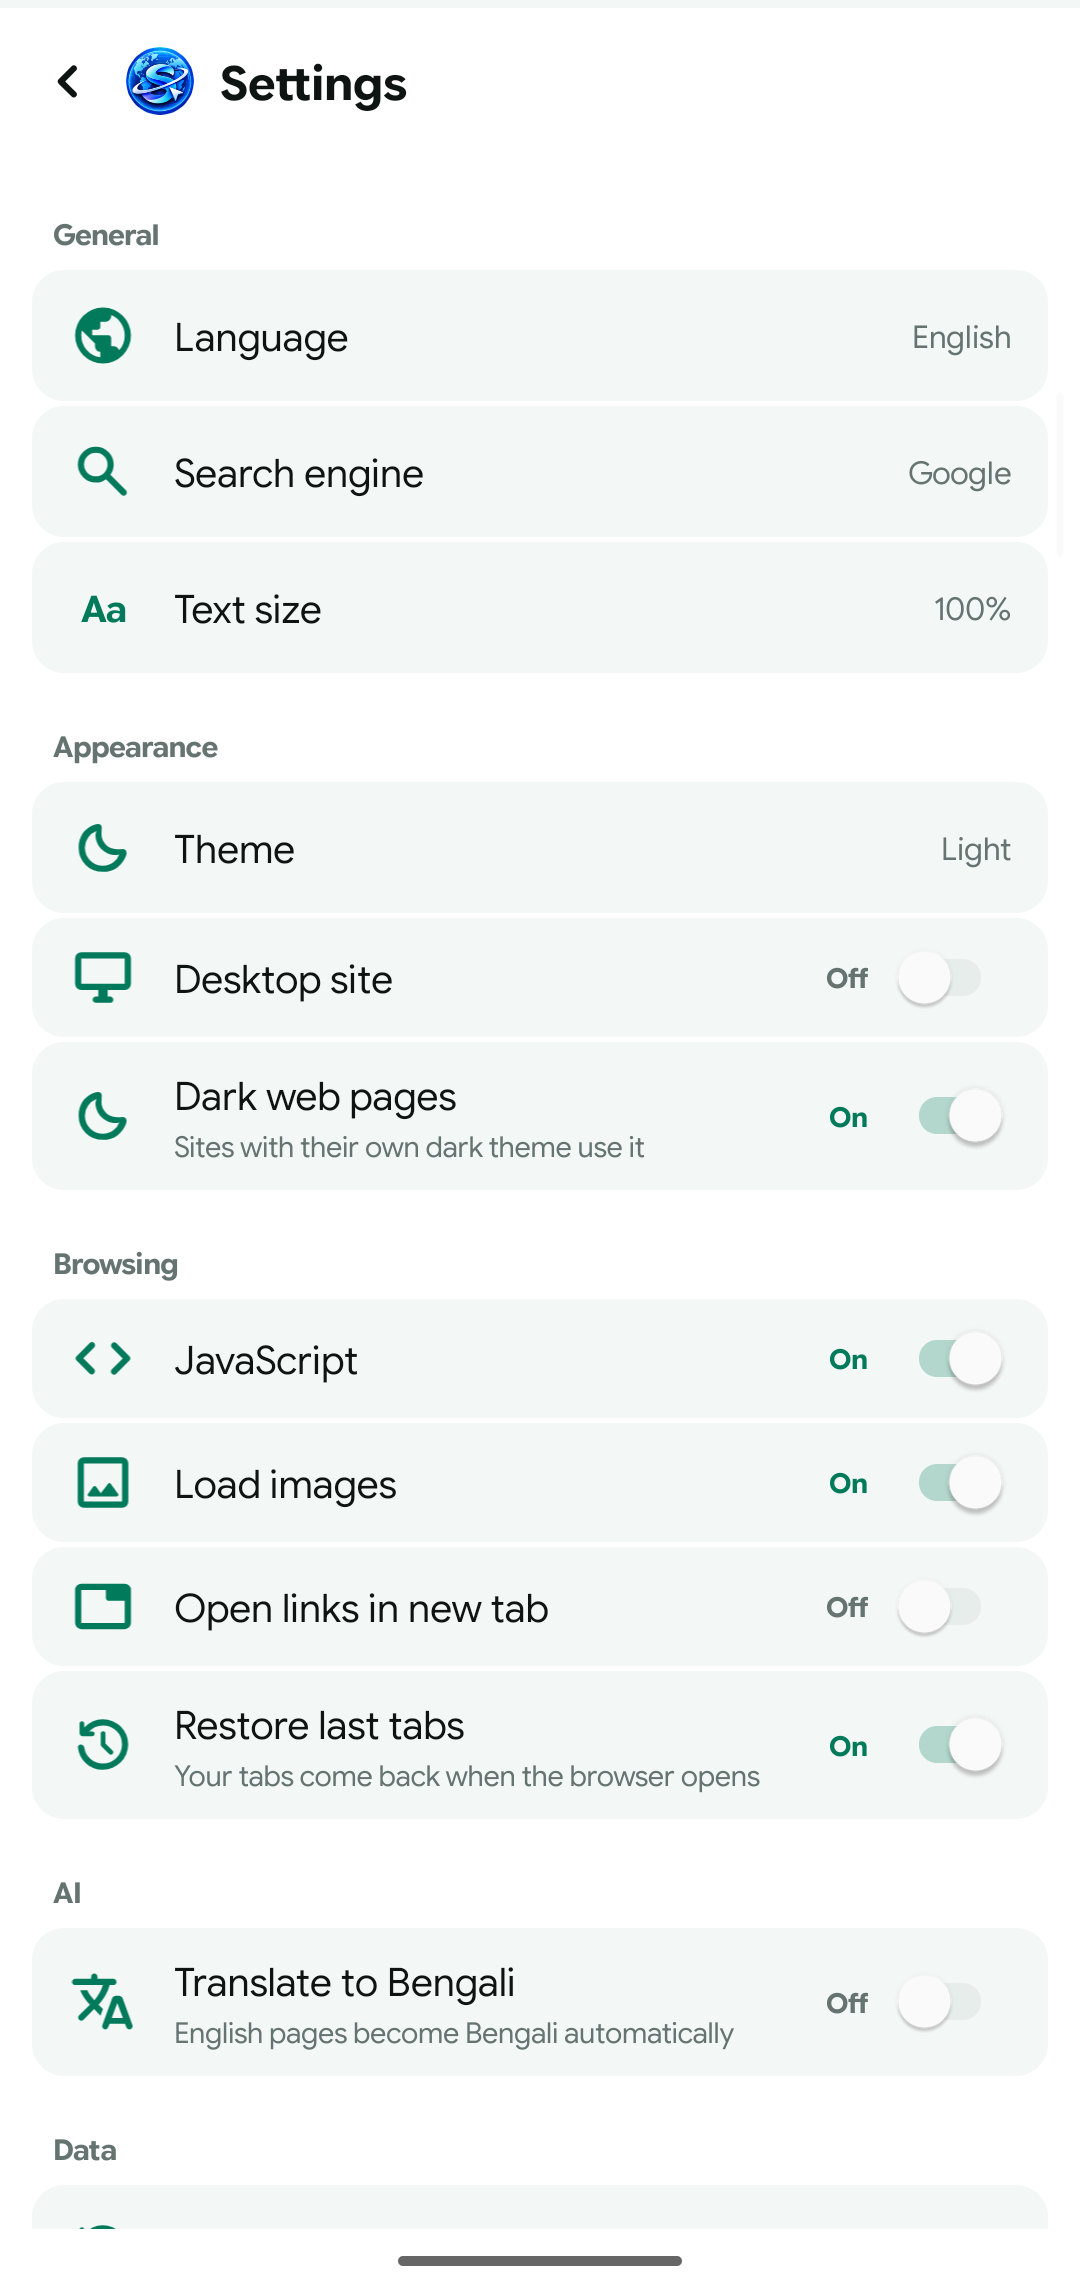 Settings
General
Language English
Search engine Google
Aa Text size 100%
Appearance
Theme Light
Desktop site Off
Dark web pages On
Sites with their own dark theme use it
Browsing
JavaScript On
Load images On
Open links in new tab Off
Restore last tabs On
Your tabs come back when the browser opens
AI
Translate to Bengali Off
English pages become Bengali automatically
Data